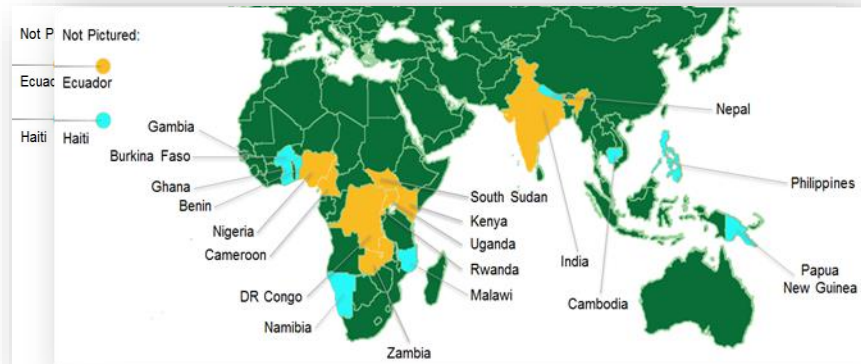 Not P
Not Pictured:
Ecuad
Ecuador
Haiti
Haiti
Gambia
Burkina Faso
Ghana
Benin
Nigeria
Cameroon
DR Congo
Namibia
Zambia
South Sudan
Kenya
Uganda
Rwanda
Malawi
India
Nepal
Cambodia
Philippines
Papua
New Guinea